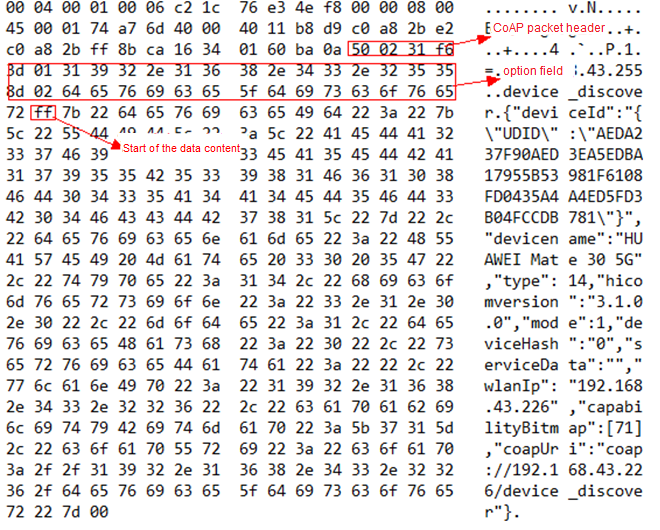 00 04 00 01 00 06 c2 1c 76 e3 4e f8 00 00 08 00 ........ v.N.....
45 00 01 74 a7 6d 40 00 40 11 b8 d9 c0 a8 2b e2
CoAP packet header
c0 a8 2b ff 8b ca 16 34 01 60 ba 0a 50 02 31 f6 ..+....4 .`..P.1.
3d 01 31 39 32 2e 31 36 38 2e 34 33 2e 32 35 35 8.43.255
option field
8d 02 64 65 76 69 63 65 5f 64 69 73 63 6f 76 65 ..device _discove
72 ff 7b 22 64 65 76 69 63 65 49 64 22 3a 22 7b r.{"deviceId":"{
5c 22 55 44 49 44 5c 22 3a 5c 22 41 45 44 41 32 \"UDID\" :\"AEDA2
Start of the data content
33 37 46 39 33 45 41 35 45 44 42 41 37F90AED 3EA5EDBA
31 37 39 35 35 42 35 33 39 38 31 46 36 31 30 38 17955B53 981F6108
46 44 30 34 33 35 41 34 41 34 45 44 35 46 44 33 FD0435A4 A4ED5FD3
42 30 34 46 43 43 44 42 37 38 31 5c 22 7d 22 2c B04FCCDB 781\"}",
22 64 65 76 69 63 65 6e 61 6d 65 22 3a 22 48 55 "devicen ame":"HU
41 57 45 49 20 4d 61 74 65 20 33 30 20 35 47 22 AWEI Mat e 30 5G"
2c 22 74 79 70 65 22 3a 31 34 2c 22 68 69 63 6f ,"type": 14,"hico
6d 76 65 72 73 69 6f 6e 22 3a 22 33 2e 31 2e 30 mversion ":"3.1.0
2e 30 22 2c 22 6d 6f 64 65 22 3a 31 2c 22 64 65 .0","mod e":1,"de
76 69 63 65 48 61 73 68 22 3a 22 30 22 2c 22 73 viceHash ":"0","s
65 72 76 69 63 65 44 61 74 61 22 3a 22 22 2c 22 erviceDa ta":"","
77 6c 61 6e 49 70 22 3a 22 31 39 32 2e 31 36 38 wlanIp": "192.168
2e 34 33 2e 32 32 36 22 2c 22 63 61 70 61 62 69 .43.226" ,"capabi
6c 69 74 79 42 69 74 6d 61 70 22 3a 5b 37 31 5d lityBitm ap":[71]
2c 22 63 6f 61 70 55 72 69 22 3a 22 63 6f 61 70 ,"coapUr i":"coap
3a 2f 2f 31 39 32 2e 31 36 38 2e 34 33 2e 32 32 ://192.1 68.43.22
36 2f 64 65 76 69 63 65 5f 64 69 73 63 6f 76 65 6/device _discove
72 22 7d 00 r"}.